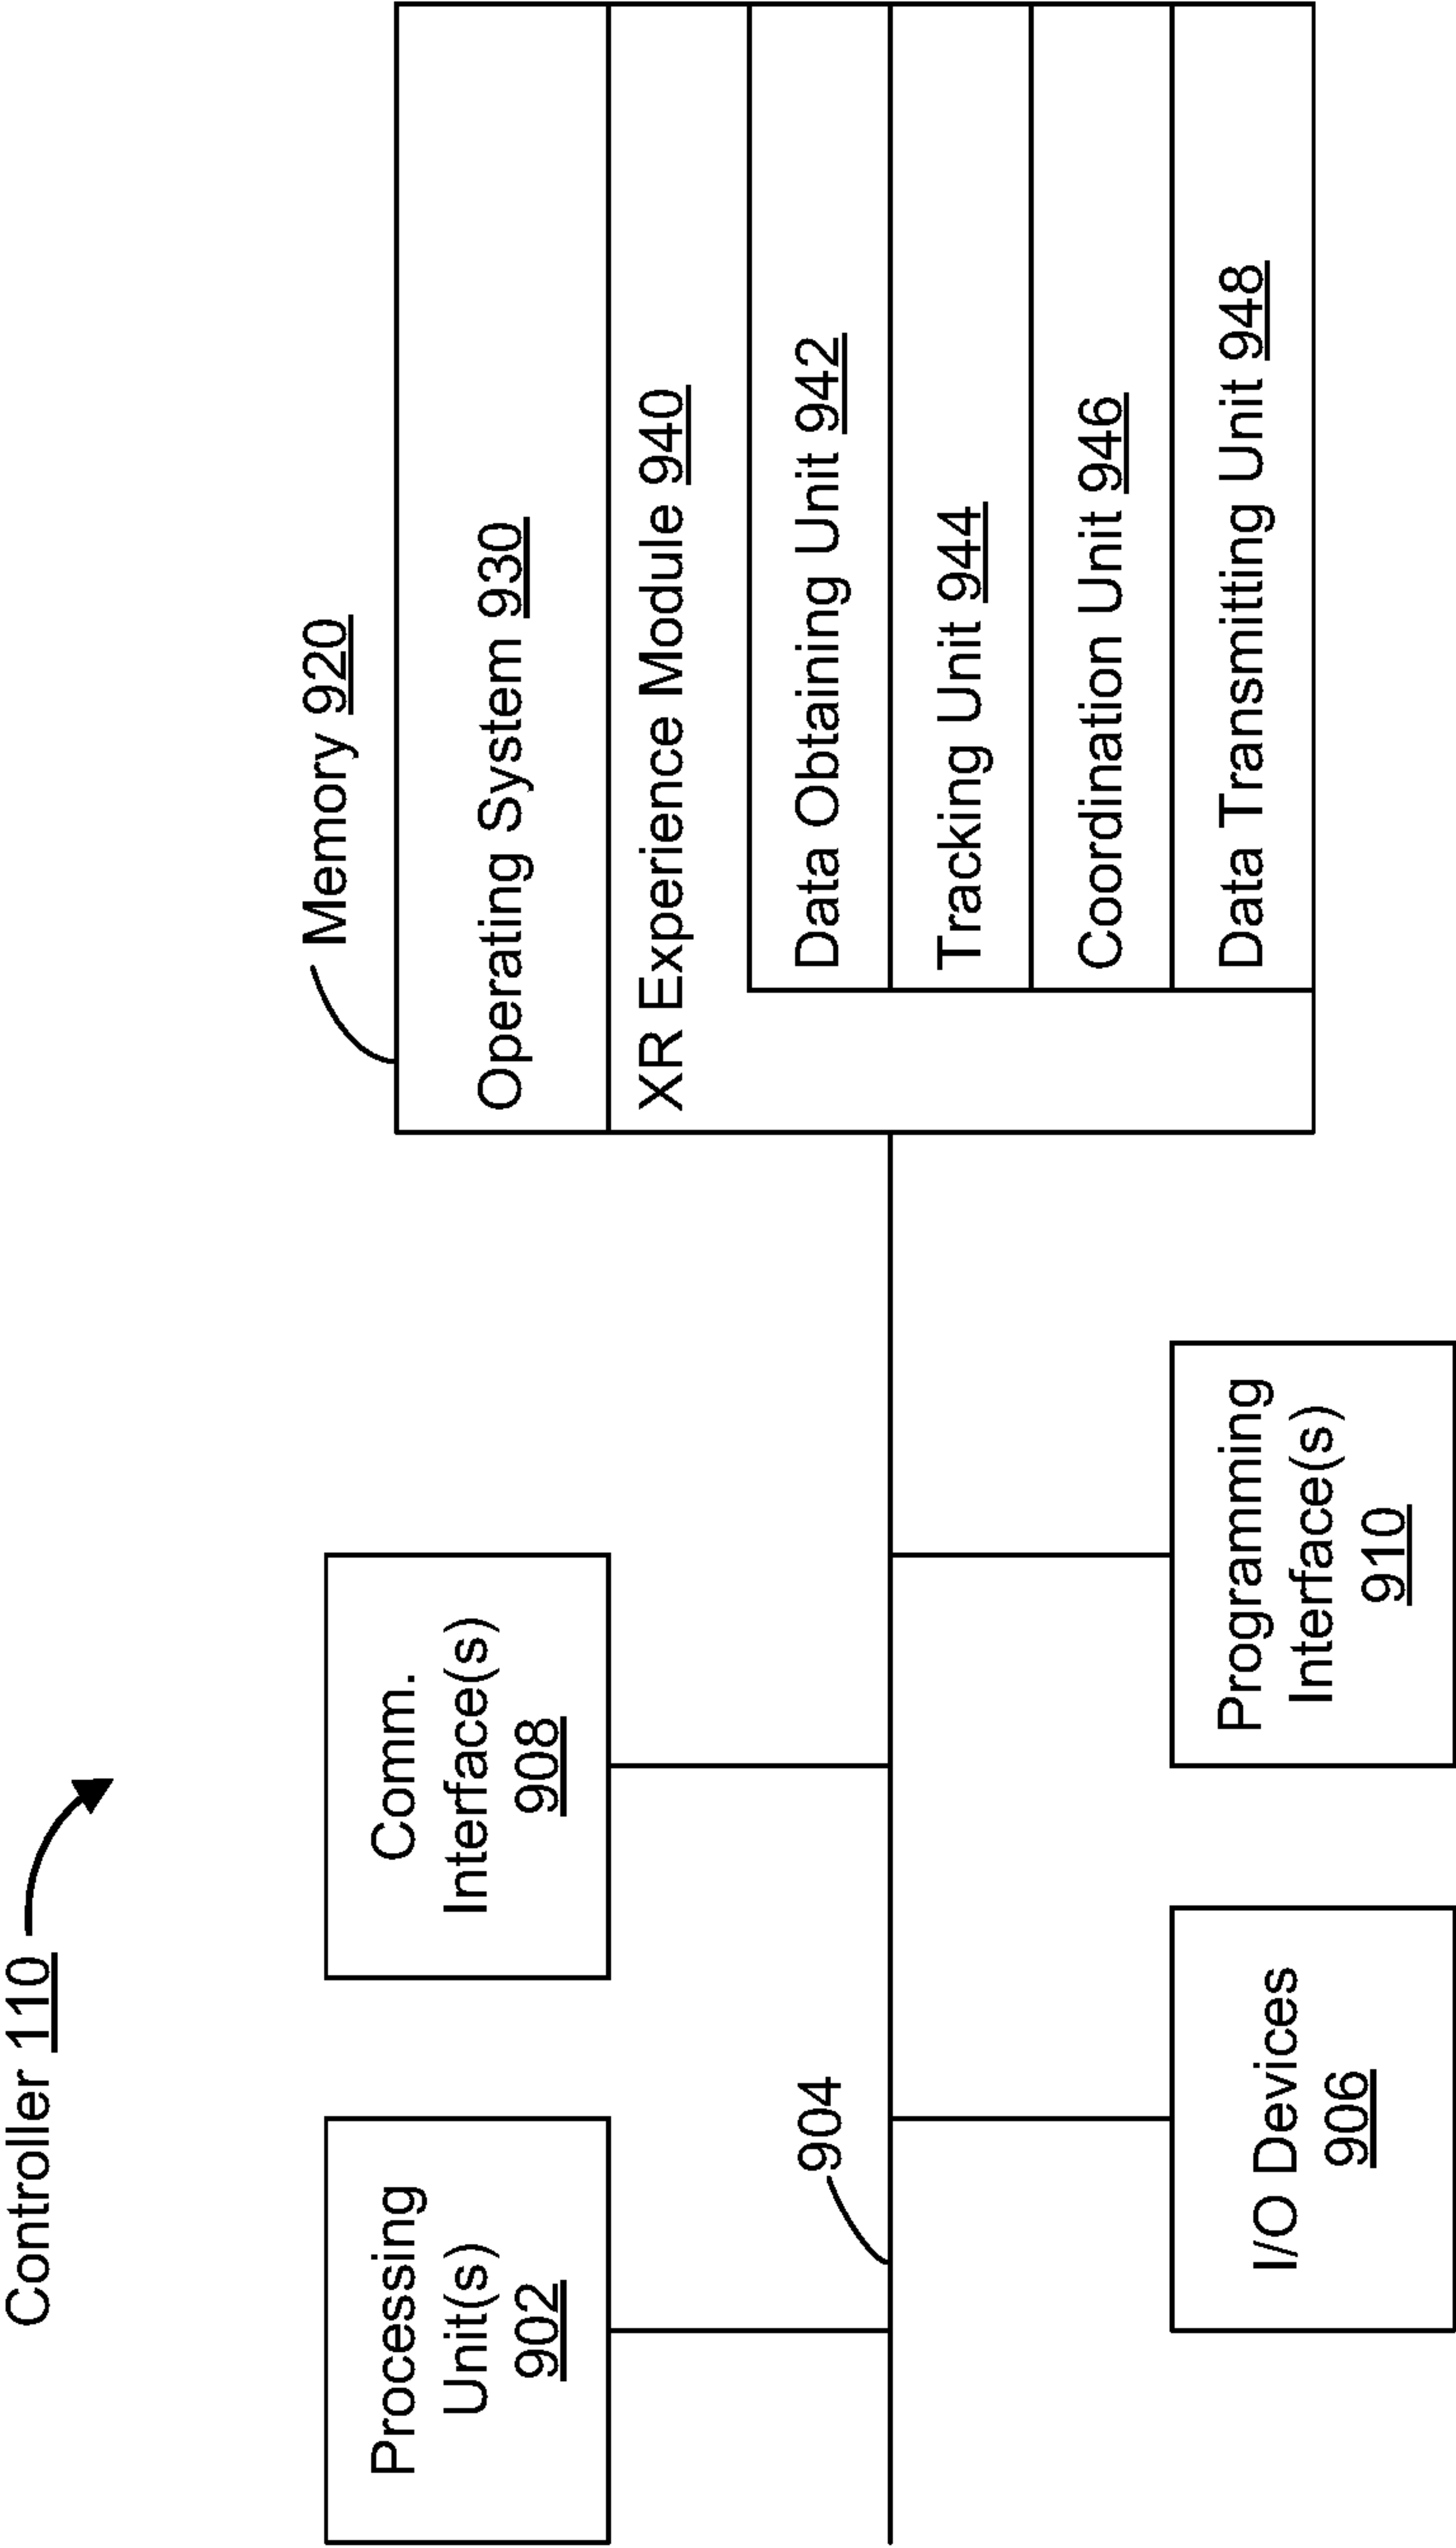 Controller 110
Processing
Unit(s)
902
Comm.
Interface(s)
908
904
I/O Devices
906
Programming
Interface(s)
910
Memory 920
Operating System 930
XR Experience Module 940
Data Obtaining Unit 942
Tracking Unit 944
Coordination Unit 946
Data Transmitting Unit 948